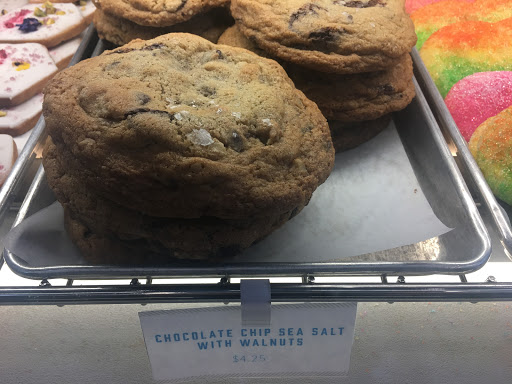 CHOCOLATE CHIP SEA SALT
WITH WALNUTS
$4.25